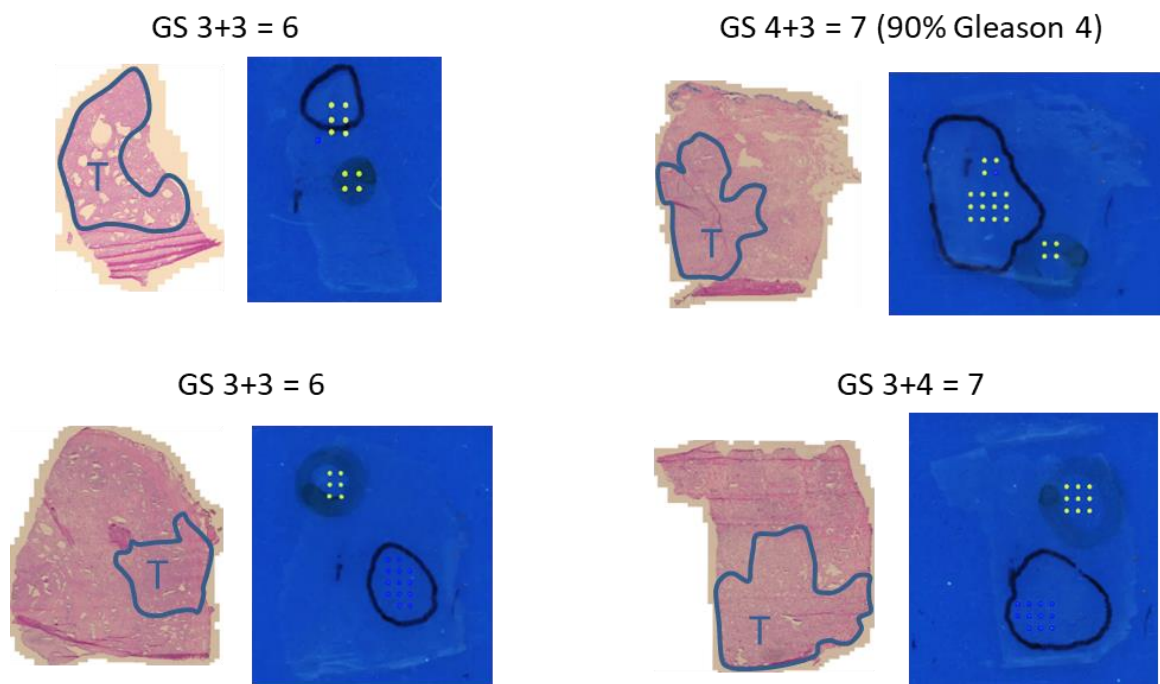 GS 3+3 = 6
GS 4+3 = 7 (90% Gleason 4)
T
T
GS 3+3 = 6
GS 3+4 = 7
T
T